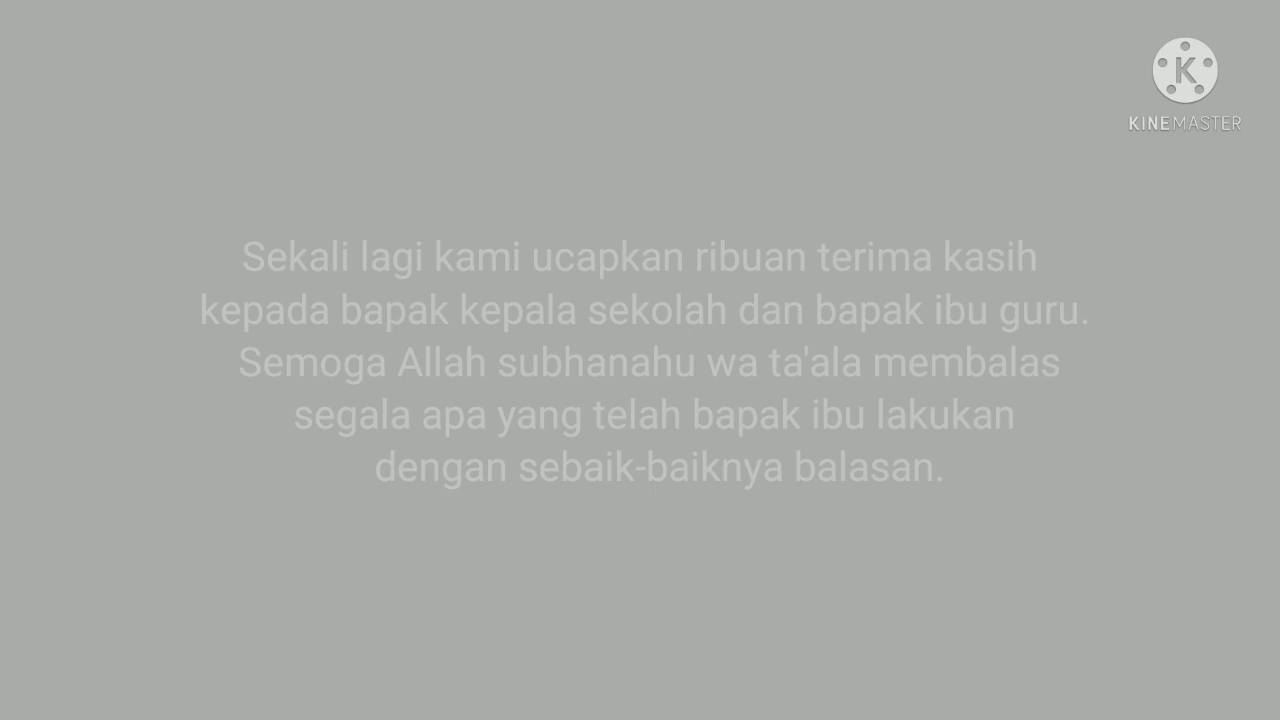 K
KINEMASTER
Sekali lagi kami ucapkan ribuan terima kasih
kepada bapak kepala sekolah dan bapak ibu guru.
Semoga Allah subhanahu wa ta'ala membalas
segala apa yang telah bapak ibu lakukan
dengan sebaik-baiknya balasan.